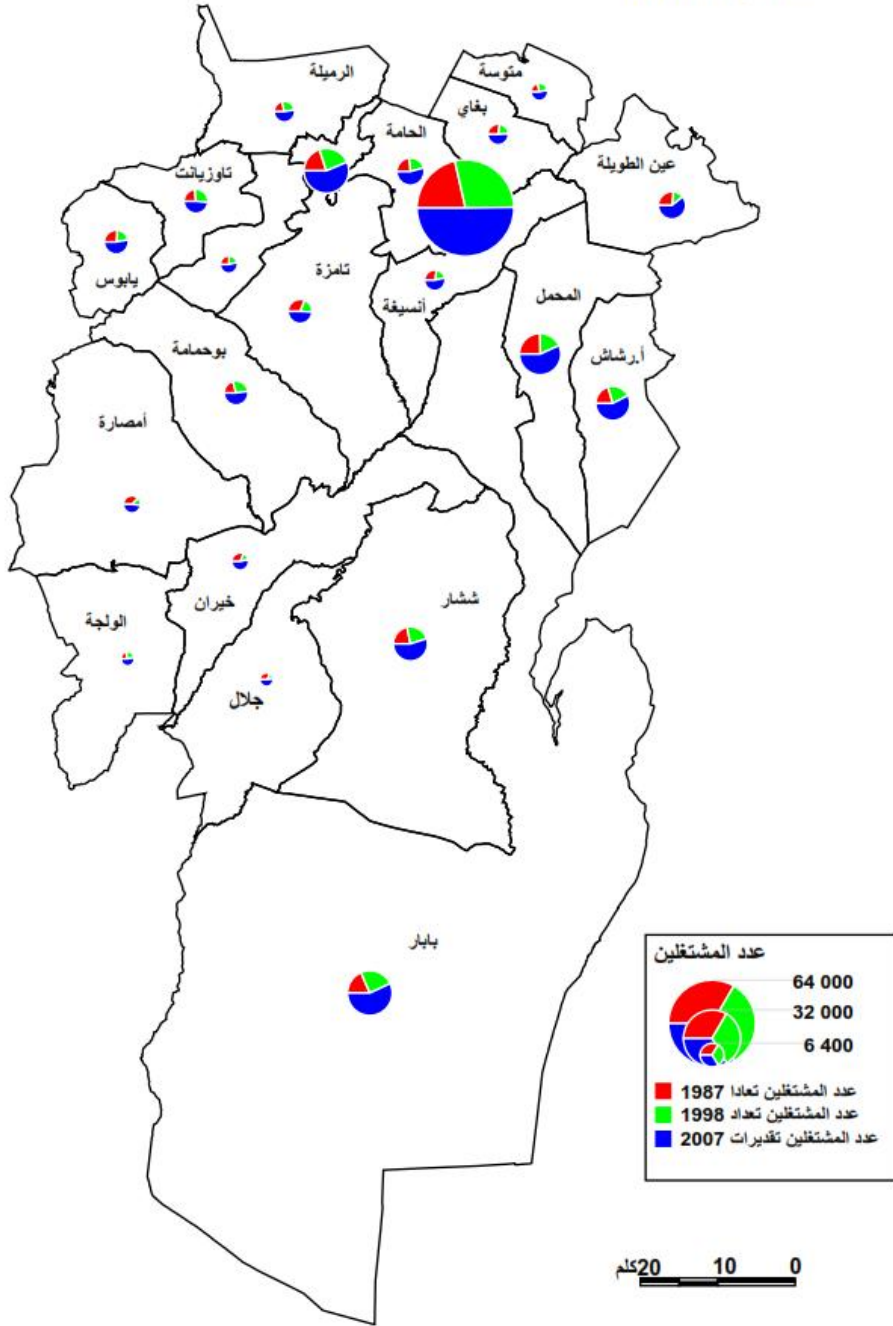 متوسة
الرميلة
بغاي
الحامة
عين الطويلة
تاوزيانت
تامزة
يابوس
أنسيغة
المحمل
بوحمامة
أ.رشاش
أمصارة
خيران
ششار
الولجة
جلال
بابار
عدد المشتغلين
64 000
32 000
6 400
عدد المشتغلين تعادا 1987
عدد المشتغلين تعداد 1998
عدد المشتغلين تقديرات 2007
0 10 20كلم